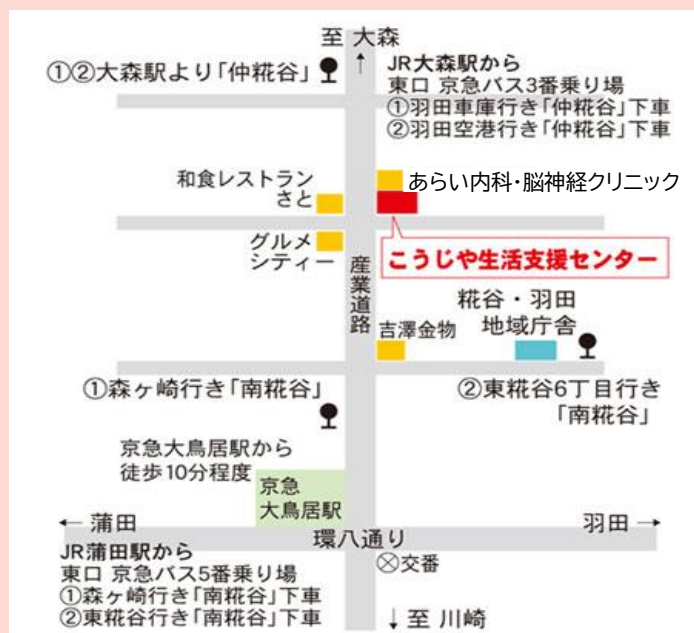 至 大森
↑
①②大森駅より「仲糀谷」
JR大森駅から
東口 京急バス3番乗り場
①羽田車庫行き「仲糀谷」下車
②羽田空港行き「仲糀谷」下車
和食レストラン
さと
あらい内科・脳神経クリニック
グルメ
シティー
こうじや生活支援センター
産業道路
糀谷・羽田
地域庁舎
吉澤金物
①森ヶ崎行き「南糀谷」
②東糀谷6丁目行き
「南糀谷」
京急大鳥居駅から
徒歩10分程度
京急
大鳥居駅
←蒲田
羽田→
環八通り
JR蒲田駅から
東口 京急バス5番乗り場
①森ヶ崎行き「南糀谷」下車
②東糀谷行き「南糀谷」下車
交番
↓至 川崎